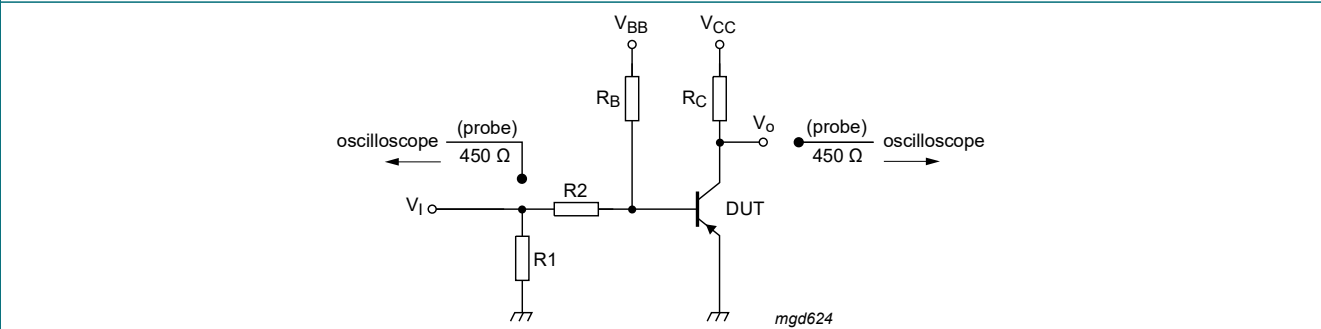 VBB
VCC
RB
RC
Vo
(probe)
450 Ω
oscilloscope
(probe)
450 Ω
oscilloscope
R2
VI
DUT
R1
mgd624